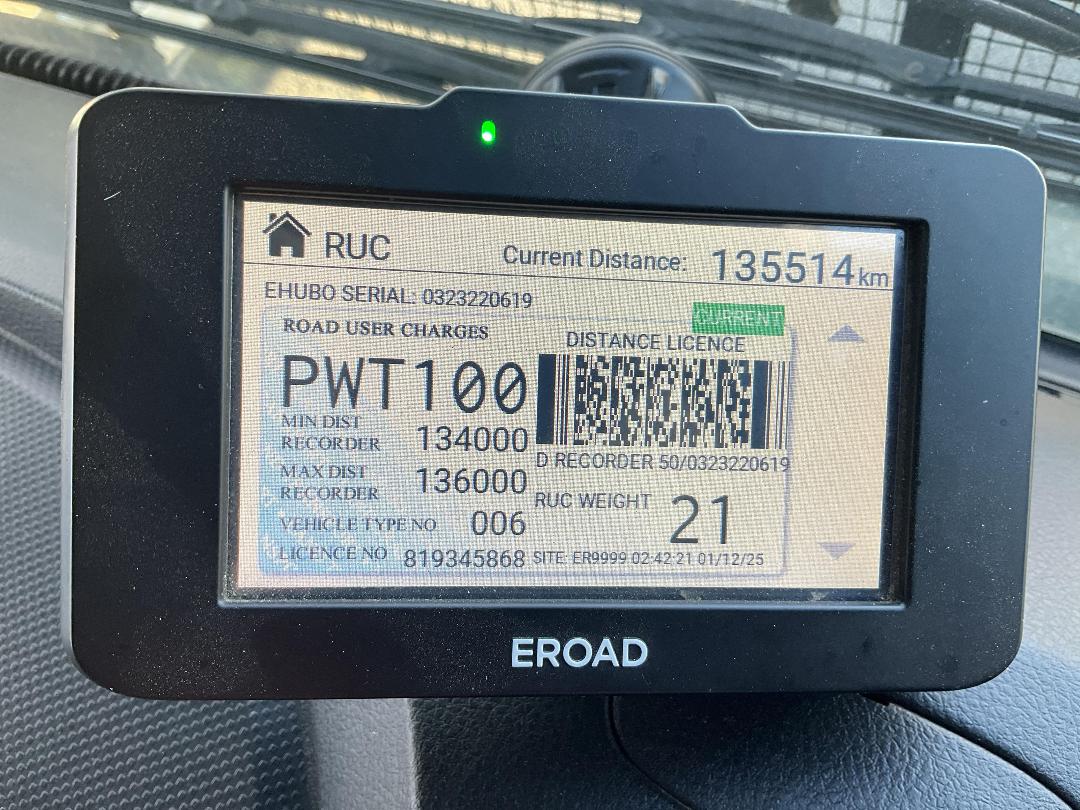 RUC Current Distance: 135514 km
EHUBO SERIAL: 0323220619
CURRENT
ROAD USER CHARGES
DISTANCE LICENCE
PWT100
MIN DIST
RECORDER 134000
D RECORDER 50/0323220619
MAX DIST
RECORDER 136000
RUC WEIGHT 21
VEHICLE TYPE NO 006
LICENCE NO 819345868
SITE: ER9999 02:42:21 01/12/25
EROAD